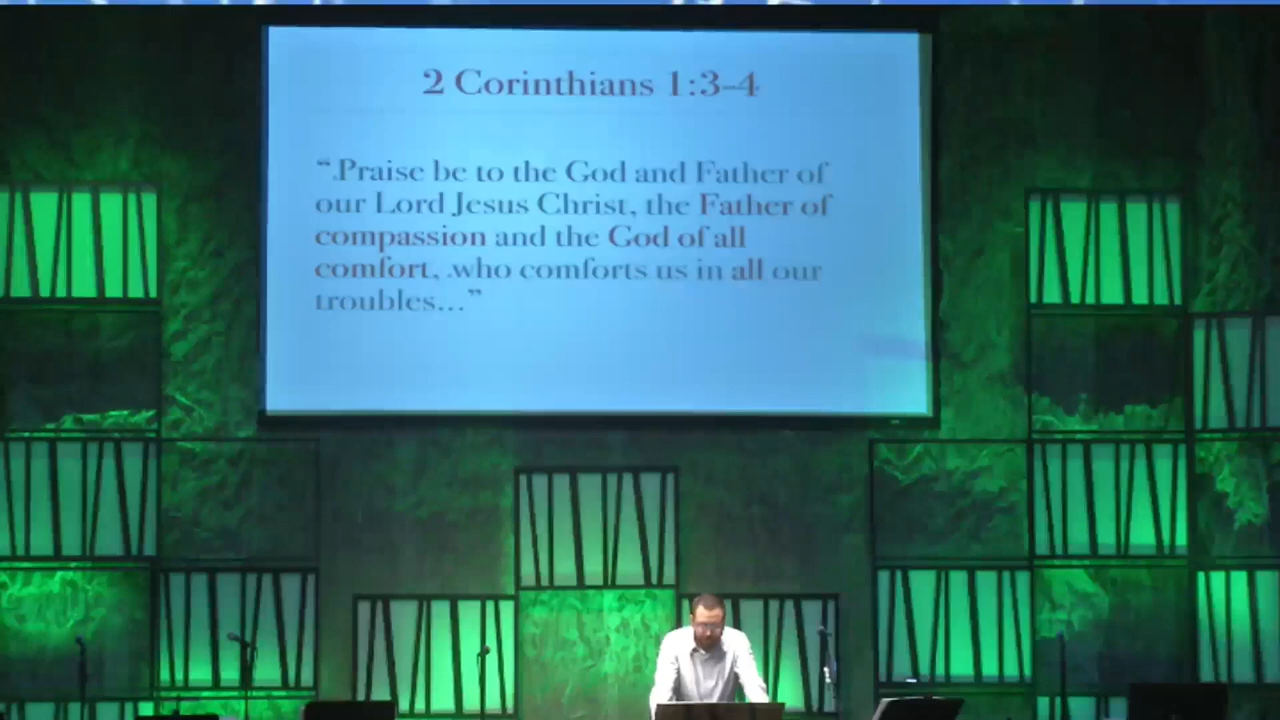 2 Corinthians 1:3–4
“.Praise be to the God and Father of
our Lord Jesus Christ, the Father of
compassion and the God of all
comfort, .who comforts us in all our
troubles...”